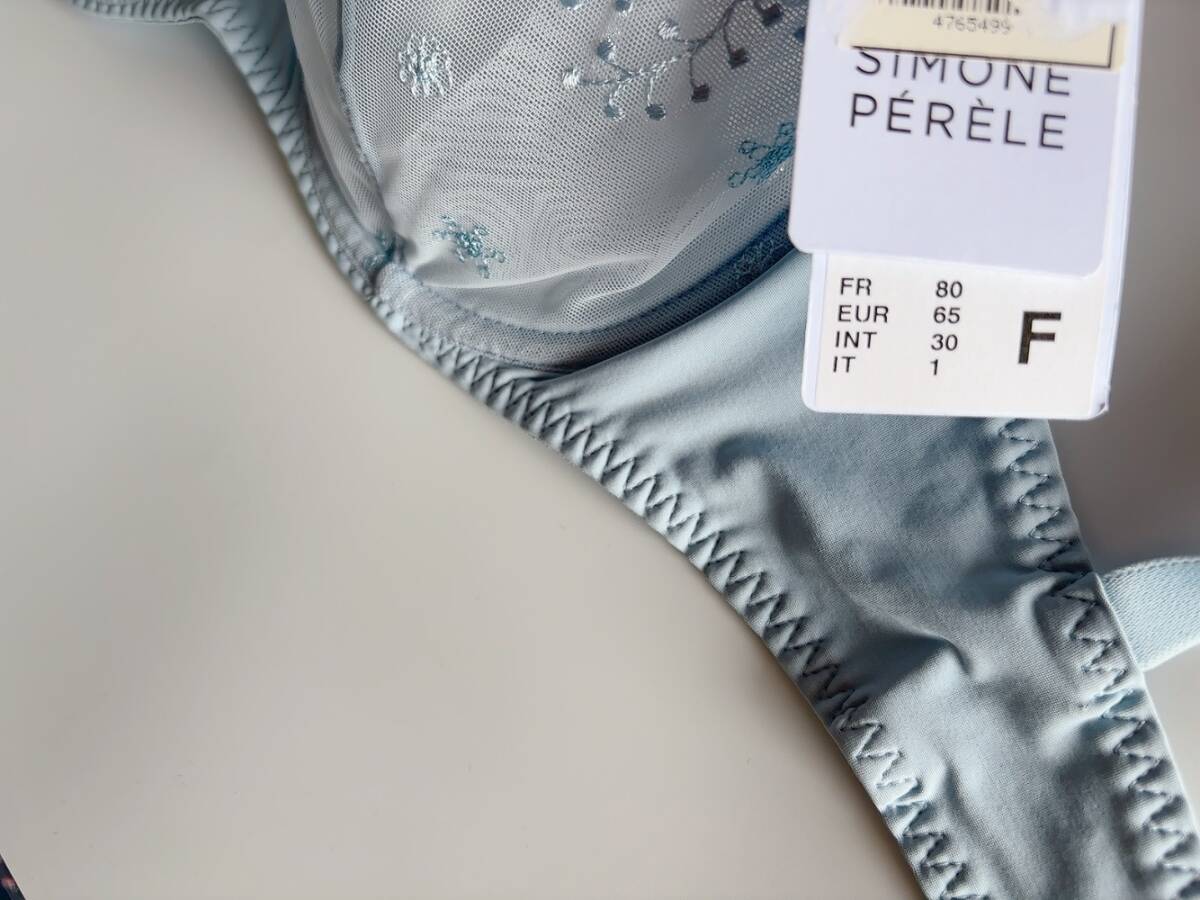 4765499
SIMONE
PÉRÈLE
FR 80
EUR 65
INT 30
IT 1
F